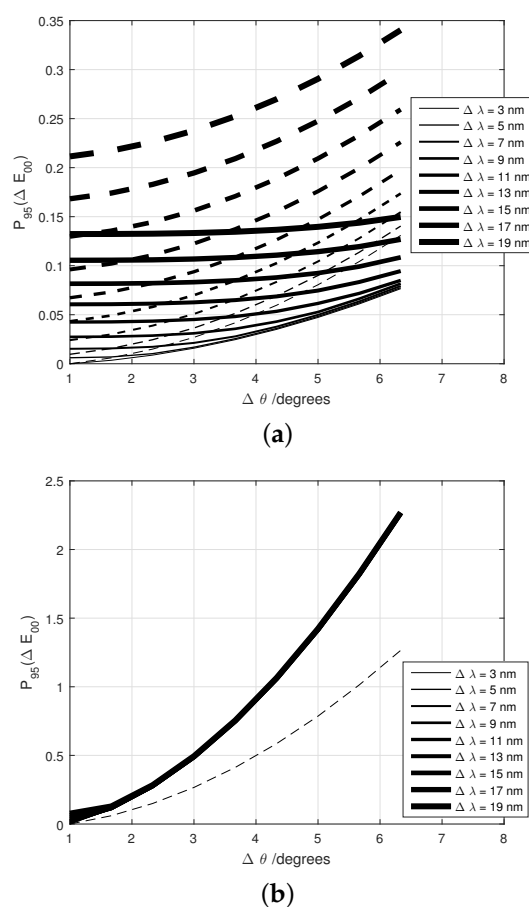 0.35
0.3
0.25
0.2
0.15
0.1
0.05
0
P95(Δ E00)
1 2 3 4 5 6 7 8
Δ θ /degrees
Δ λ = 3 nm
Δ λ = 5 nm
Δ λ = 7 nm
Δ λ = 9 nm
Δ λ = 11 nm
Δ λ = 13 nm
Δ λ = 15 nm
Δ λ = 17 nm
Δ λ = 19 nm
(a)
2.5
2
1.5
1
0.5
0
P95(Δ E00)
1 2 3 4 5 6 7 8
Δ θ /degrees
Δ λ = 3 nm
Δ λ = 5 nm
Δ λ = 7 nm
Δ λ = 9 nm
Δ λ = 11 nm
Δ λ = 13 nm
Δ λ = 15 nm
Δ λ = 17 nm
Δ λ = 19 nm
(b)